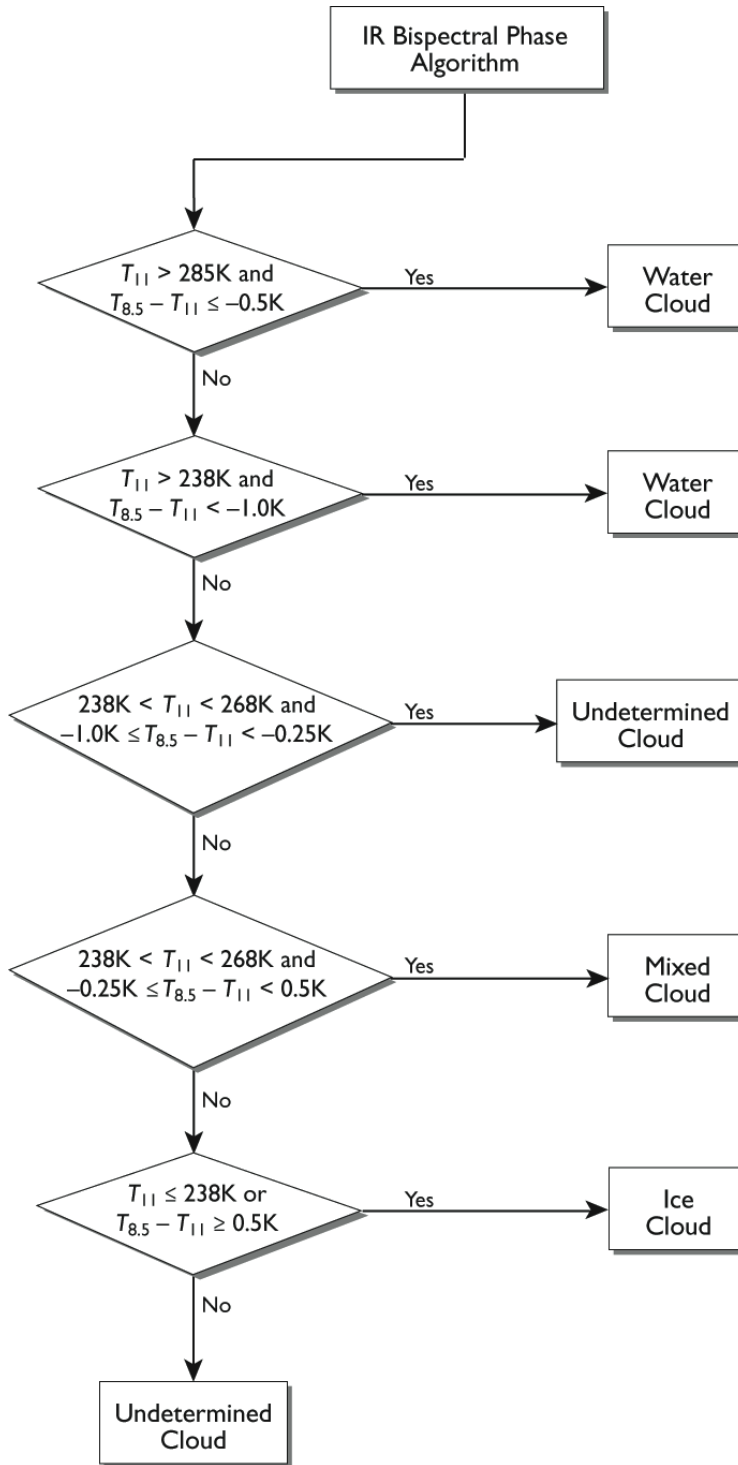 IR Bispectral Phase
Algorithm
T₁₁ > 285K and
T₈.₅ – T₁₁ ≤ –0.5K
Yes
Water
Cloud
No
T₁₁ > 238K and
T₈.₅ – T₁₁ < –1.0K
Yes
Water
Cloud
No
238K < T₁₁ < 268K and
–1.0K ≤ T₈.₅ – T₁₁ < –0.25K
Yes
Undetermined
Cloud
No
238K < T₁₁ < 268K and
–0.25K ≤ T₈.₅ – T₁₁ < 0.5K
Yes
Mixed
Cloud
No
T₁₁ ≤ 238K or
T₈.₅ – T₁₁ ≥ 0.5K
Yes
Ice
Cloud
No
Undetermined
Cloud